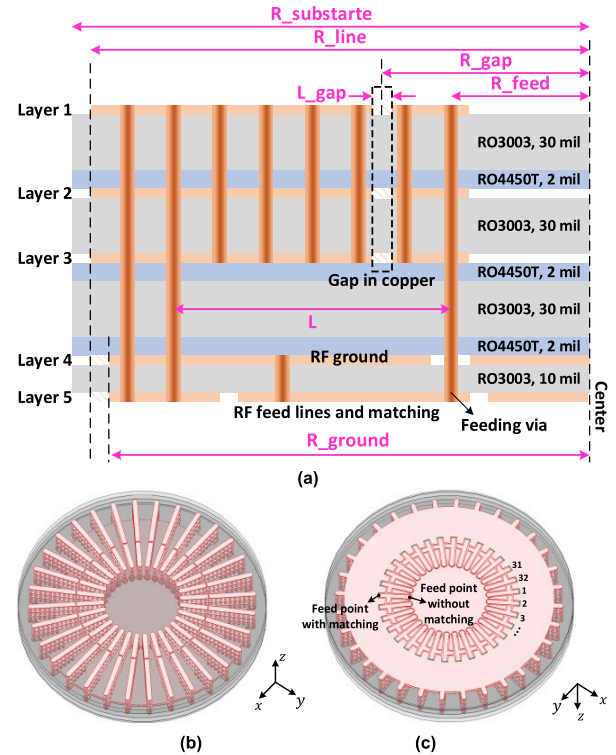 R_substarte
R_line
R_gap
L_gap
R_feed
Layer 1
RO3003, 30 mil
RO4450T, 2 mil
Layer 2
RO3003, 30 mil
Layer 3
RO4450T, 2 mil
Gap in copper
L
RO3003, 30 mil
RO4450T, 2 mil
Layer 4
RF ground
RO3003, 10 mil
Layer 5
RF feed lines and matching
Feeding via
Center
R_ground
(a)
31
32
1
2
3
...
Feed point
with matching
Feed point
without
matching
z
x
y
y
z
x
(b)
(c)